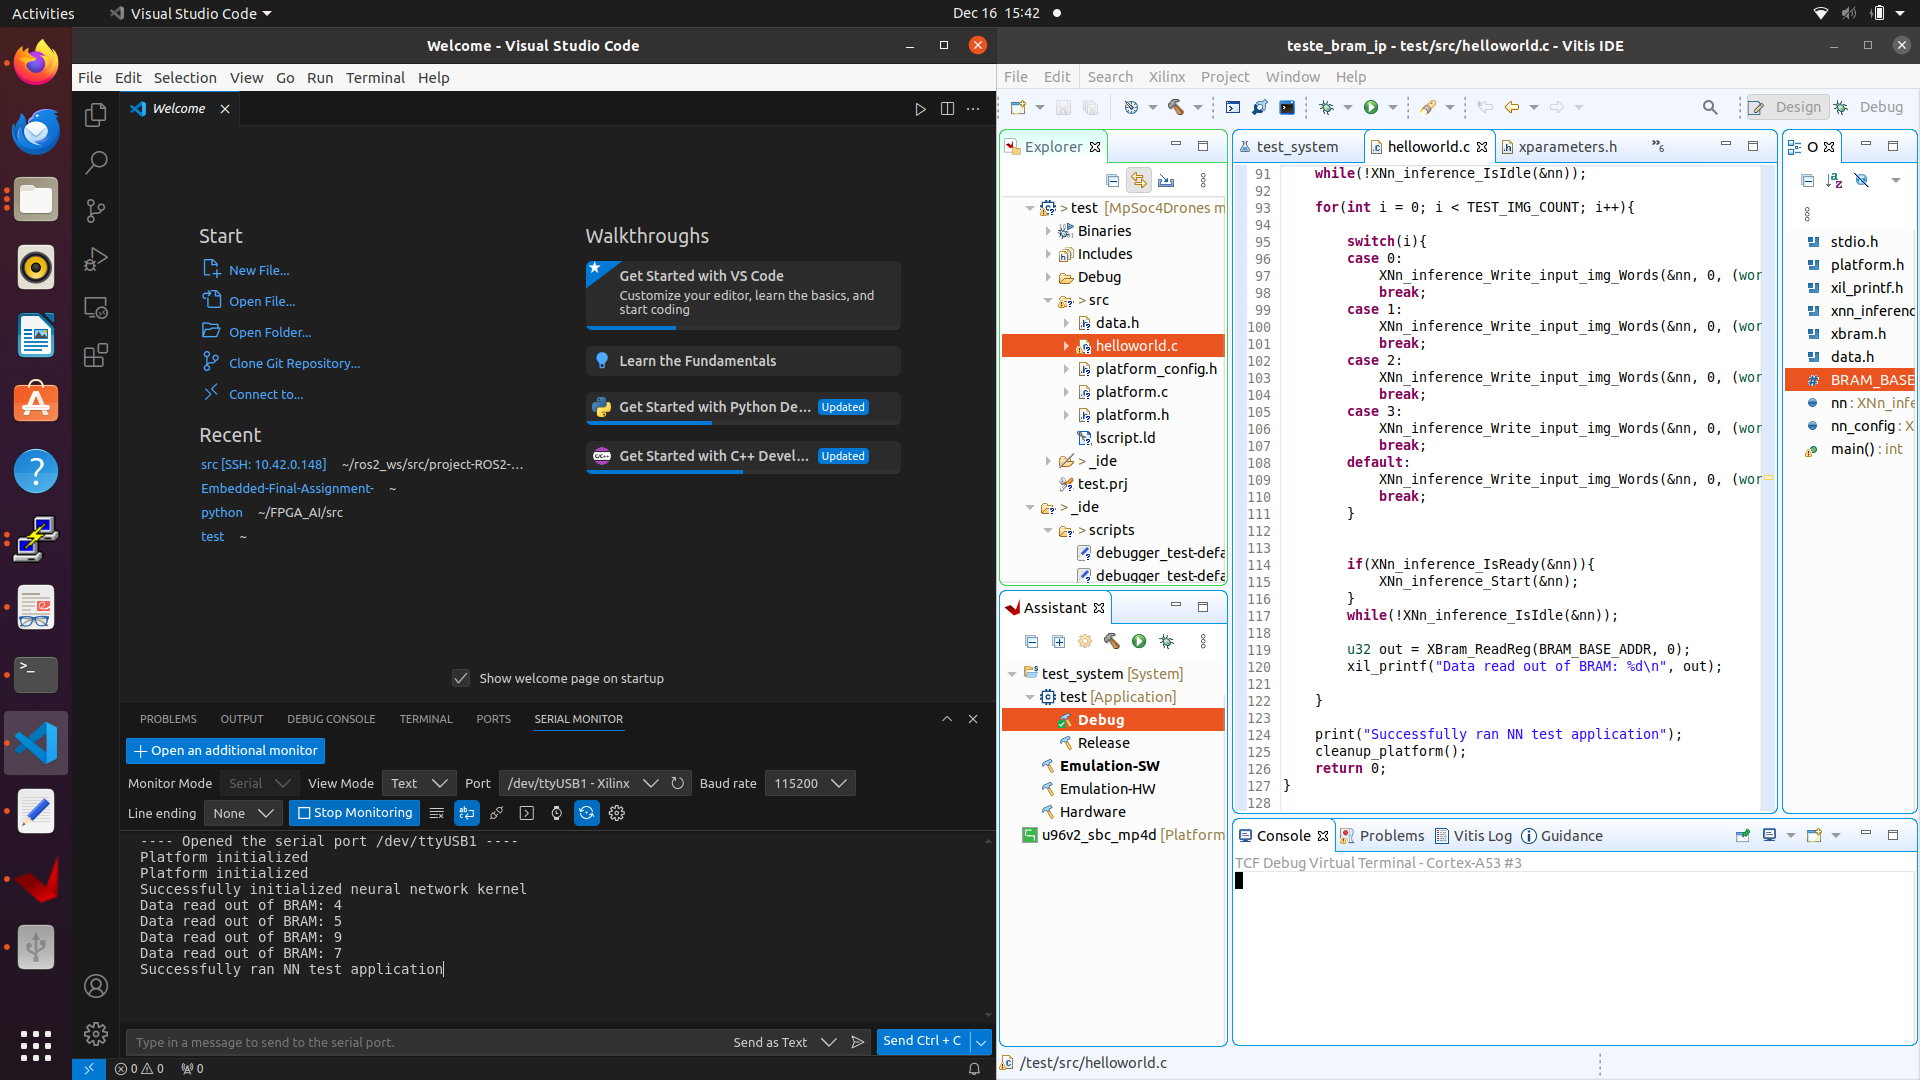 Activities
Visual Studio Code
Dec 16 15:42
Welcome - Visual Studio Code
File Edit Selection View Go Run Terminal Help
Welcome
Start
New File...
Open File...
Open Folder...
Clone Git Repository...
Connect to...
Recent
src [SSH: 10.42.0.148] ~/ros2_ws/src/project-ROS2-...
Embedded-Final-Assignment- ~
python ~/FPGA_AI/src
test ~
Walkthroughs
Get Started with VS Code
Customize your editor, learn the basics, and
start coding
Learn the Fundamentals
Get Started with Python De... Updated
Get Started with C++ Devel... Updated
Show welcome page on startup
PROBLEMS OUTPUT DEBUG CONSOLE TERMINAL PORTS SERIAL MONITOR
Open an additional monitor
Monitor Mode Serial View Mode Text Port /dev/ttyUSB1 - Xilinx Baud rate 115200
Line ending None Stop Monitoring
---- Opened the serial port /dev/ttyUSB1 ----
Platform initialized
Platform initialized
Successfully initialized neural network kernel
Data read out of BRAM: 4
Data read out of BRAM: 5
Data read out of BRAM: 9
Data read out of BRAM: 7
Successfully ran NN test application
Type in a message to send to the serial port. Send as Text Send Ctrl + C
0 0 0
teste_bram_ip - test/src/helloworld.c - Vitis IDE
File Edit Search Xilinx Project Window Help
Design Debug
Explorer
> test [MpSoc4Drones m
Binaries
Includes
Debug
> src
data.h
helloworld.c
platform_config.h
platform.c
platform.h
lscript.ld
> _ide
test.prj
> _ide
> scripts
debugger_test-defa
debugger_test-defa
Assistant
test_system [System]
test [Application]
Debug
Release
Emulation-SW
Emulation-HW
Hardware
u96v2_sbc_mp4d [Platform
test_system helloworld.c xparameters.h »6
91 while(!XNn_inference_IsIdle(&nn));
92
93 for(int i = 0; i < TEST_IMG_COUNT; i++){
94
95 switch(i){
96 case 0:
97 XNn_inference_Write_input_img_Words(&nn, 0, (wor
98 break;
99 case 1:
100 XNn_inference_Write_input_img_Words(&nn, 0, (wor
101 break;
102 case 2:
103 XNn_inference_Write_input_img_Words(&nn, 0, (wor
104 break;
105 case 3:
106 XNn_inference_Write_input_img_Words(&nn, 0, (wor
107 break;
108 default:
109 XNn_inference_Write_input_img_Words(&nn, 0, (wor
110 break;
111 }
112
113
114 if(XNn_inference_IsReady(&nn)){
115 XNn_inference_Start(&nn);
116 }
117 while(!XNn_inference_IsIdle(&nn));
118
119 u32 out = XBram_ReadReg(BRAM_BASE_ADDR, 0);
120 xil_printf("Data read out of BRAM: %d\n", out);
121
122 }
123
124 print("Successfully ran NN test application");
125 cleanup_platform();
126 return 0;
127 }
128
O
stdio.h
platform.h
xil_printf.h
xnn_inferenc
xbram.h
data.h
BRAM_BASE
nn : XNn_infe
nn_config : X
main() : int
Console Problems Vitis Log Guidance
TCF Debug Virtual Terminal - Cortex-A53 #3
/test/src/helloworld.c